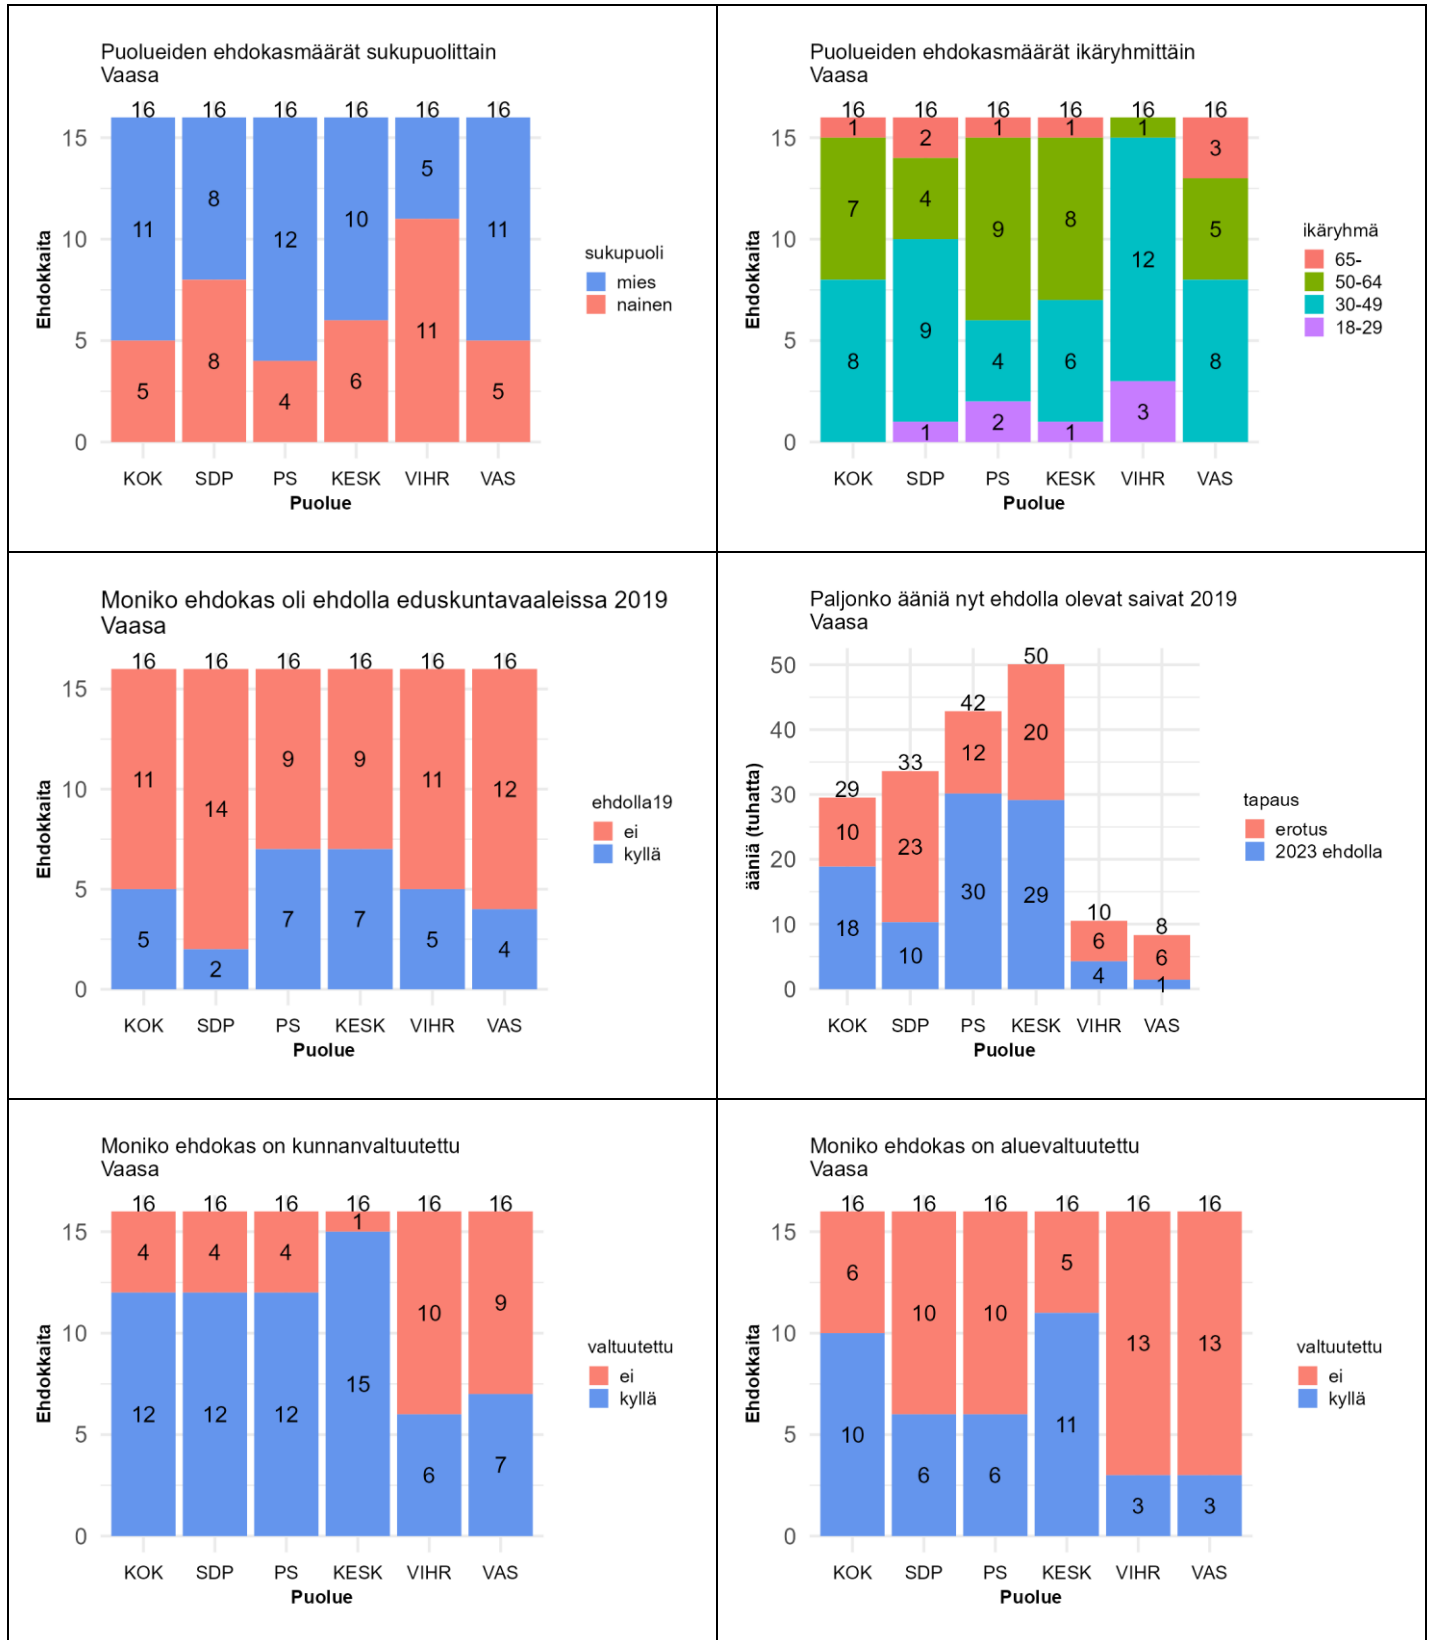 Puolueiden ehdokasmäärät sukupuolittain
Vaasa
16 16 16 16 16 16
15
10
5
0
11 8 12 10 5 11
5 8 4 6 11 5
Ehdokkaita
KOK SDP PS KESK VIHR VAS
Puolue
sukupuoli
mies
nainen
Puolueiden ehdokasmäärät ikäryhmittäin
Vaasa
16 16 16 16 16 16
15
10
5
0
1 2 1 1 1 3
7 4 9 8 12 5
8 9 4 6 3 8
1 2 1
Ehdokkaita
KOK SDP PS KESK VIHR VAS
Puolue
ikäryhmä
65-
50-64
30-49
18-29
Moniko ehdokas oli ehdolla eduskuntavaaleissa 2019
Vaasa
16 16 16 16 16 16
15
10
5
0
11 14 9 9 11 12
5 2 7 7 5 4
Ehdokkaita
KOK SDP PS KESK VIHR VAS
Puolue
ehdolla19
ei
kyllä
Paljonko ääniä nyt ehdolla olevat saivat 2019
Vaasa
50
40
30
20
10
0
29 33 42 50 10 8
10 23 12 20 6 6
18 10 30 29 4 1
ääniä (tuhatta)
KOK SDP PS KESK VIHR VAS
Puolue
tapaus
erotus
2023 ehdolla
Moniko ehdokas on kunnanvaltuutettu
Vaasa
16 16 16 16 16 16
15
10
5
0
4 4 4 1 10 9
12 12 12 15 6 7
Ehdokkaita
KOK SDP PS KESK VIHR VAS
Puolue
valtuutettu
ei
kyllä
Moniko ehdokas on aluevaltuutettu
Vaasa
16 16 16 16 16 16
15
10
5
0
6 10 10 5 13 13
10 6 6 11 3 3
Ehdokkaita
KOK SDP PS KESK VIHR VAS
Puolue
valtuutettu
ei
kyllä